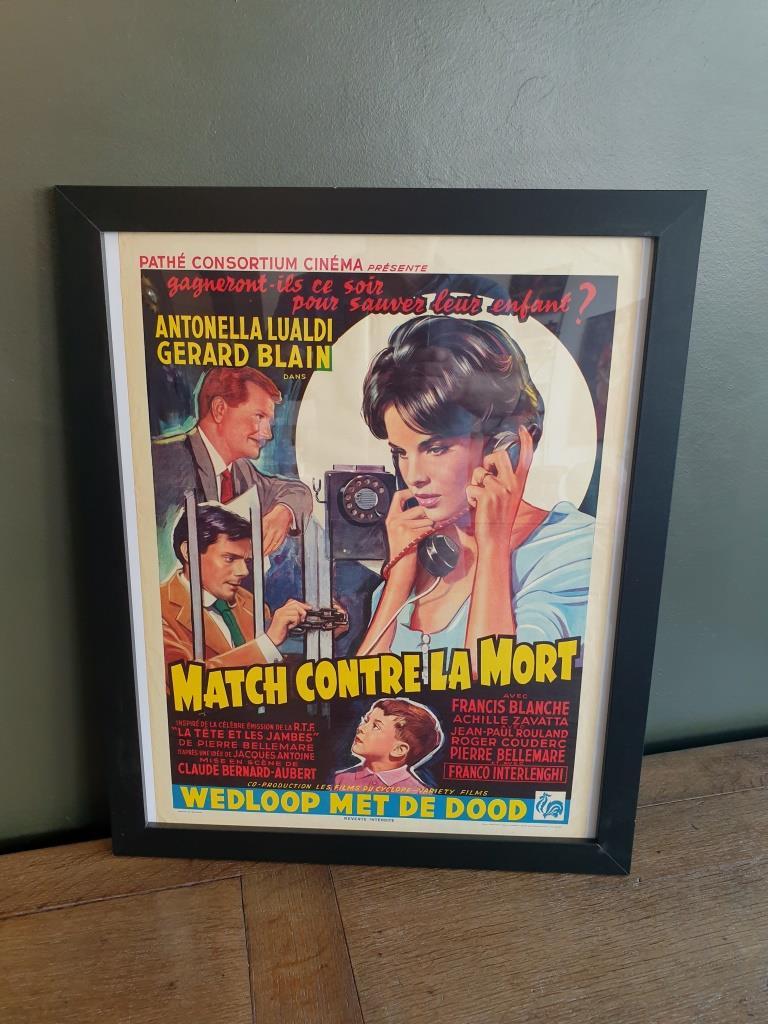 PATHÉ CONSORTIUM CINÉMA PRÉSENTE
gagneront-ils ce soir
pour sauver leur enfant?
ANTONELLA LUALDI
GERARD BLAIN
DANS
MATCH CONTRE LA MORT
INSPIRÉ DE LA CÉLÈBRE ÉMISSION DE LA R.T.F.
"LA TÊTE ET LES JAMBES"
DE PIERRE BELLEMARE
D'APRÈS UNE IDÉE DE JACQUES ANTOINE
MISE EN SCÈNE DE
CLAUDE BERNARD-AUBERT
AVEC
FRANCIS BLANCHE
ACHILLE ZAVATTA
JEAN-PAUL ROULAND
ROGER COUDERC
PIERRE BELLEMARE
FRANCO INTERLENGHI
CO-PRODUCTION LES FILMS DU CYCLOPE-VARIETY FILMS
WEDLOOP MET DE DOOD
REVENTE INTERDITE